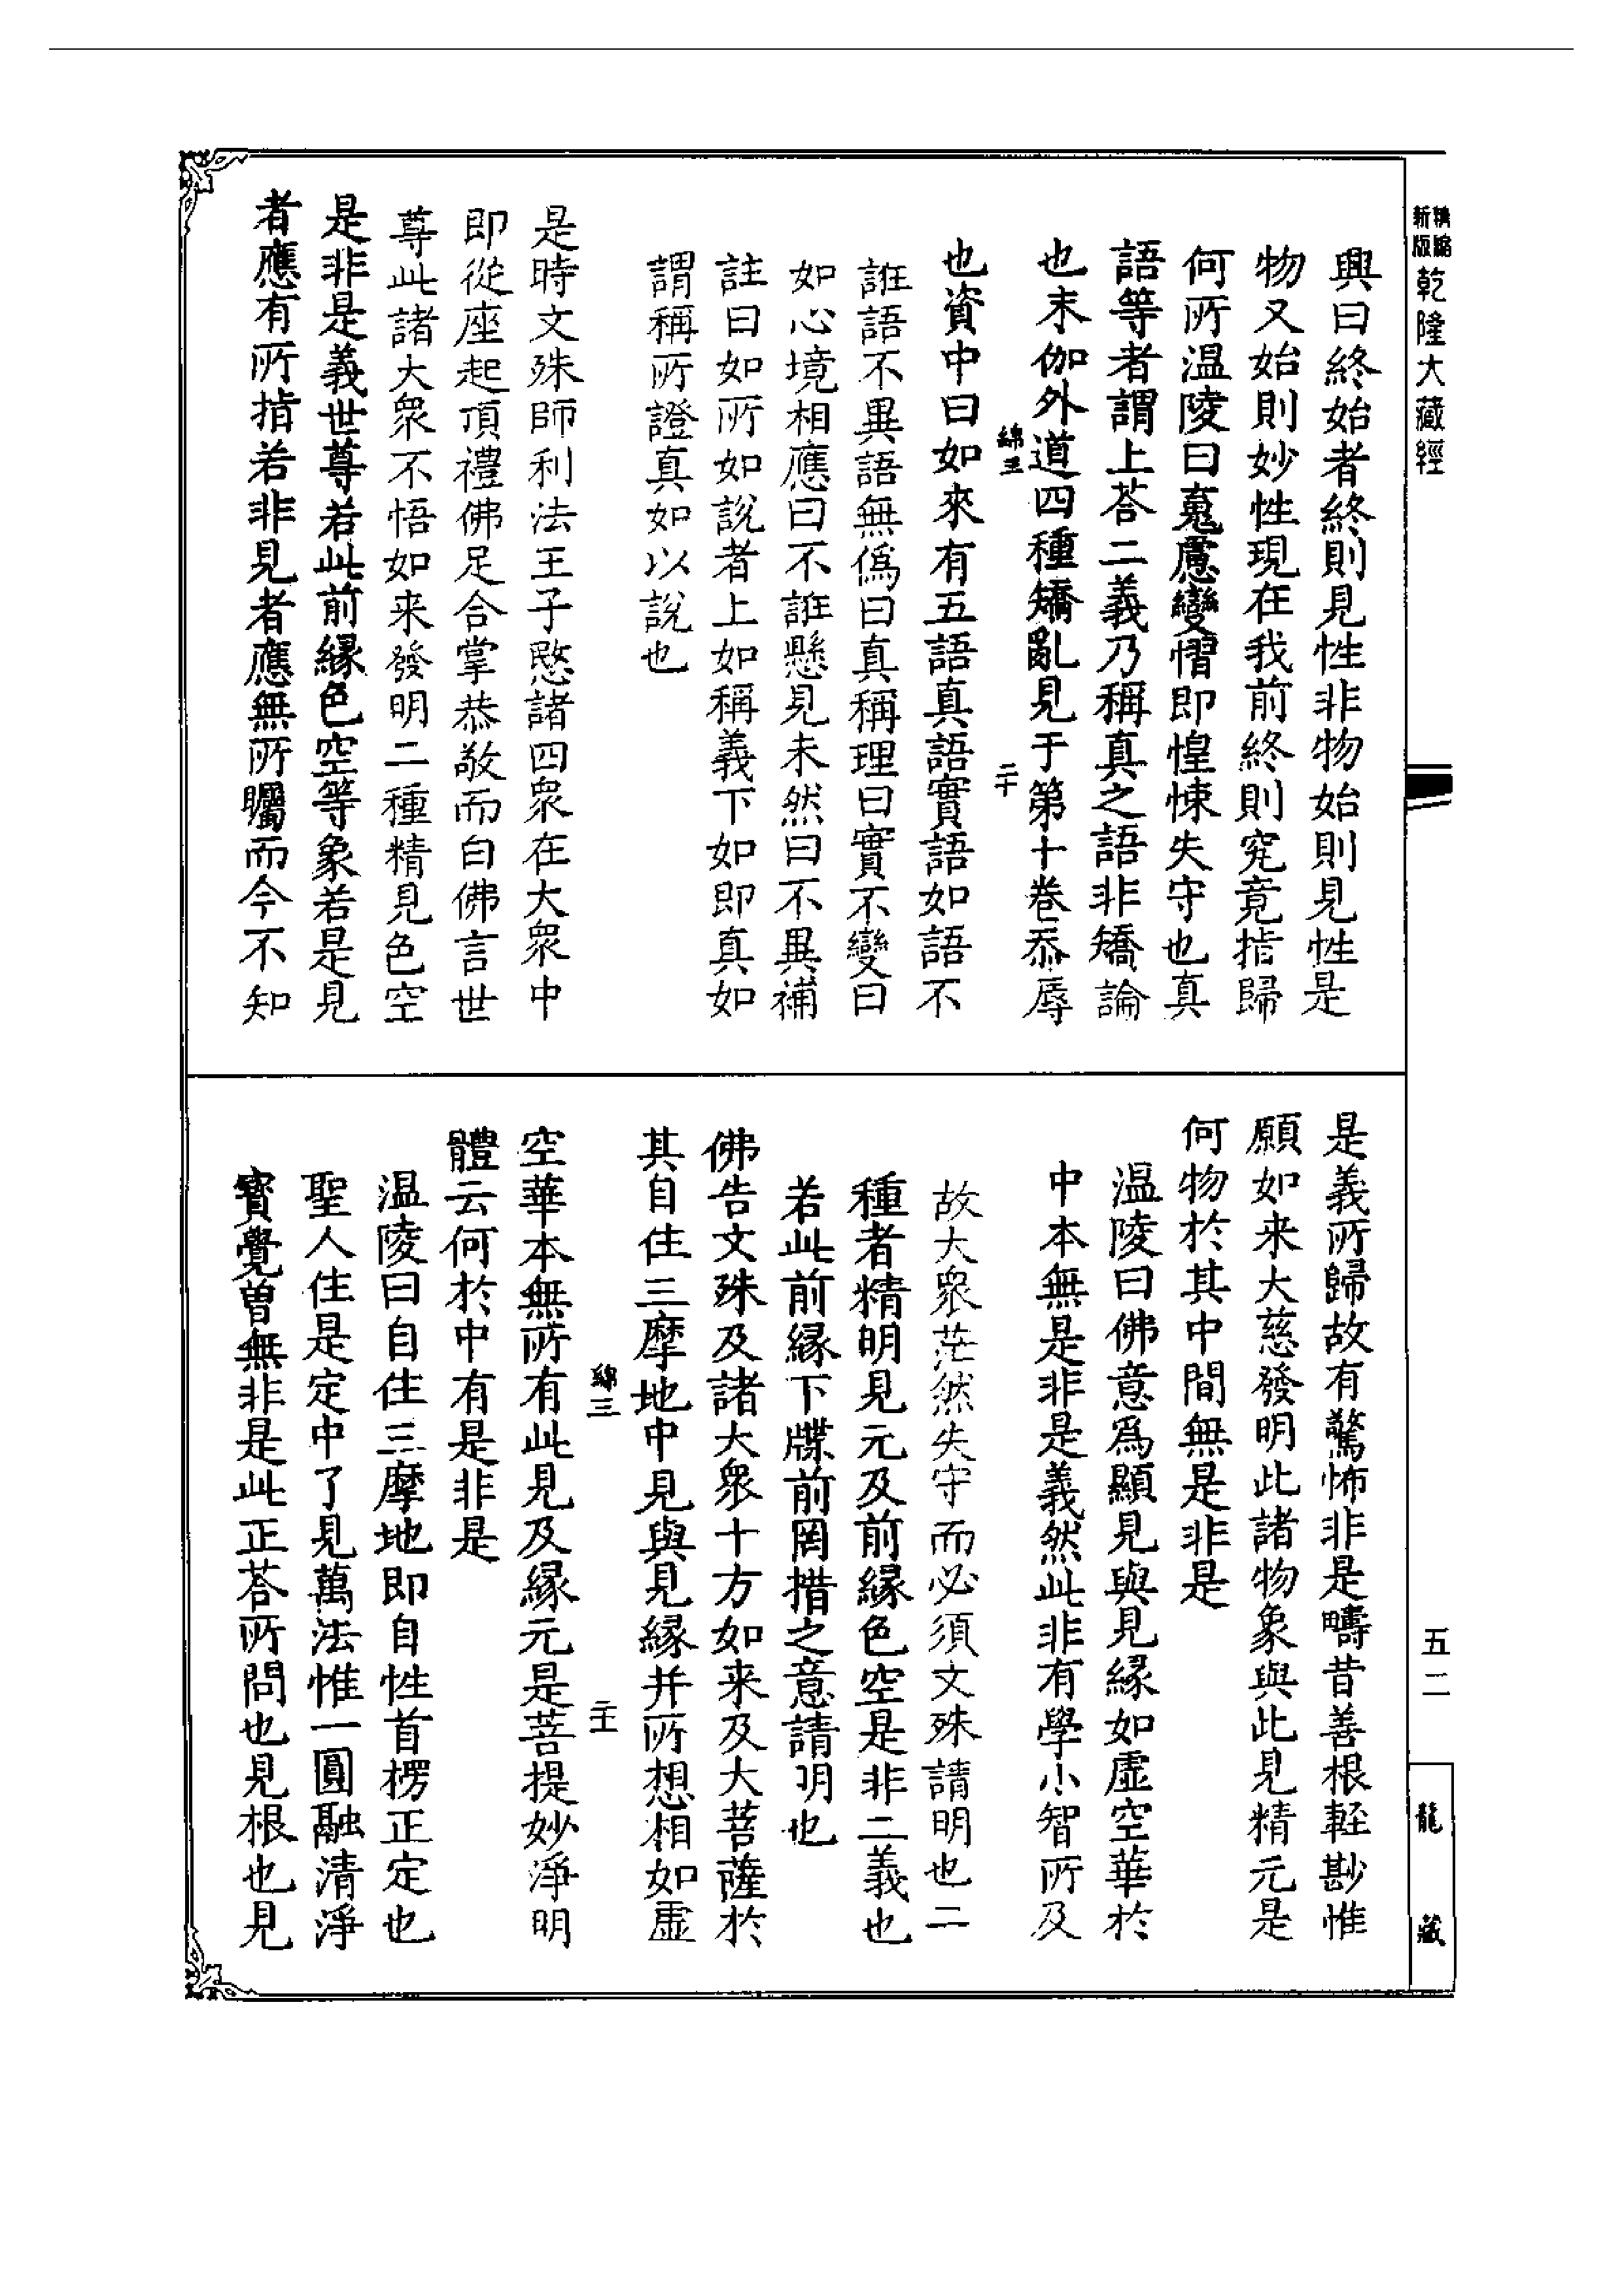 精縮新版乾隆大藏經
興曰終始者終則見性非物始則見性是
物又始則妙性現在我前終則究竟指歸
何所溫陵曰䰟慮變慴即惶悚失守也真
語等者謂上荅二義乃稱真之語非矯論
也末伽外道四種矯亂見于第十卷忝辱
綿三
二十
也資中曰如來有五語真語實語如語不
誑語不異語無僞曰真稱理曰實不變曰
如心境相應曰不誑懸見未然曰不異補
註曰如所如說者上如稱義下如即真如
謂稱所證真如以說也
是時文殊師利法王子愍諸四眾在大眾中
即從座起頂禮佛足合掌恭敬而白佛言世
尊此諸大眾不悟如来發明二種精見色空
是非是義世尊若此前緣色空等象若是見
者應有所指若非見者應無所矚而今不知
是義所歸故有驚怖非是疇昔善根輕尠惟
願如来大慈發明此諸物象與此見精元是
何物於其中間無是非是
溫陵曰佛意爲顯見與見緣如虛空華於
中本無是非是義然此非有學小智所及
故大眾茫然失守而必須文殊請明也二
種者精明見元及前緣色空是非二義也
若此前緣下牒前罔措之意請明也
佛告文殊及諸大眾十方如来及大菩薩於
其自住三摩地中見與見緣并所想相如虛
綿三
二十一
空華本無所有此見及緣元是菩提妙淨明
體云何於中有是非是
溫陵曰自住三摩地即自性首楞正定也
聖人住是定中了見萬法惟一圓融清淨
寳覺曾無非是此正荅所問也見根也見
五二
龍藏